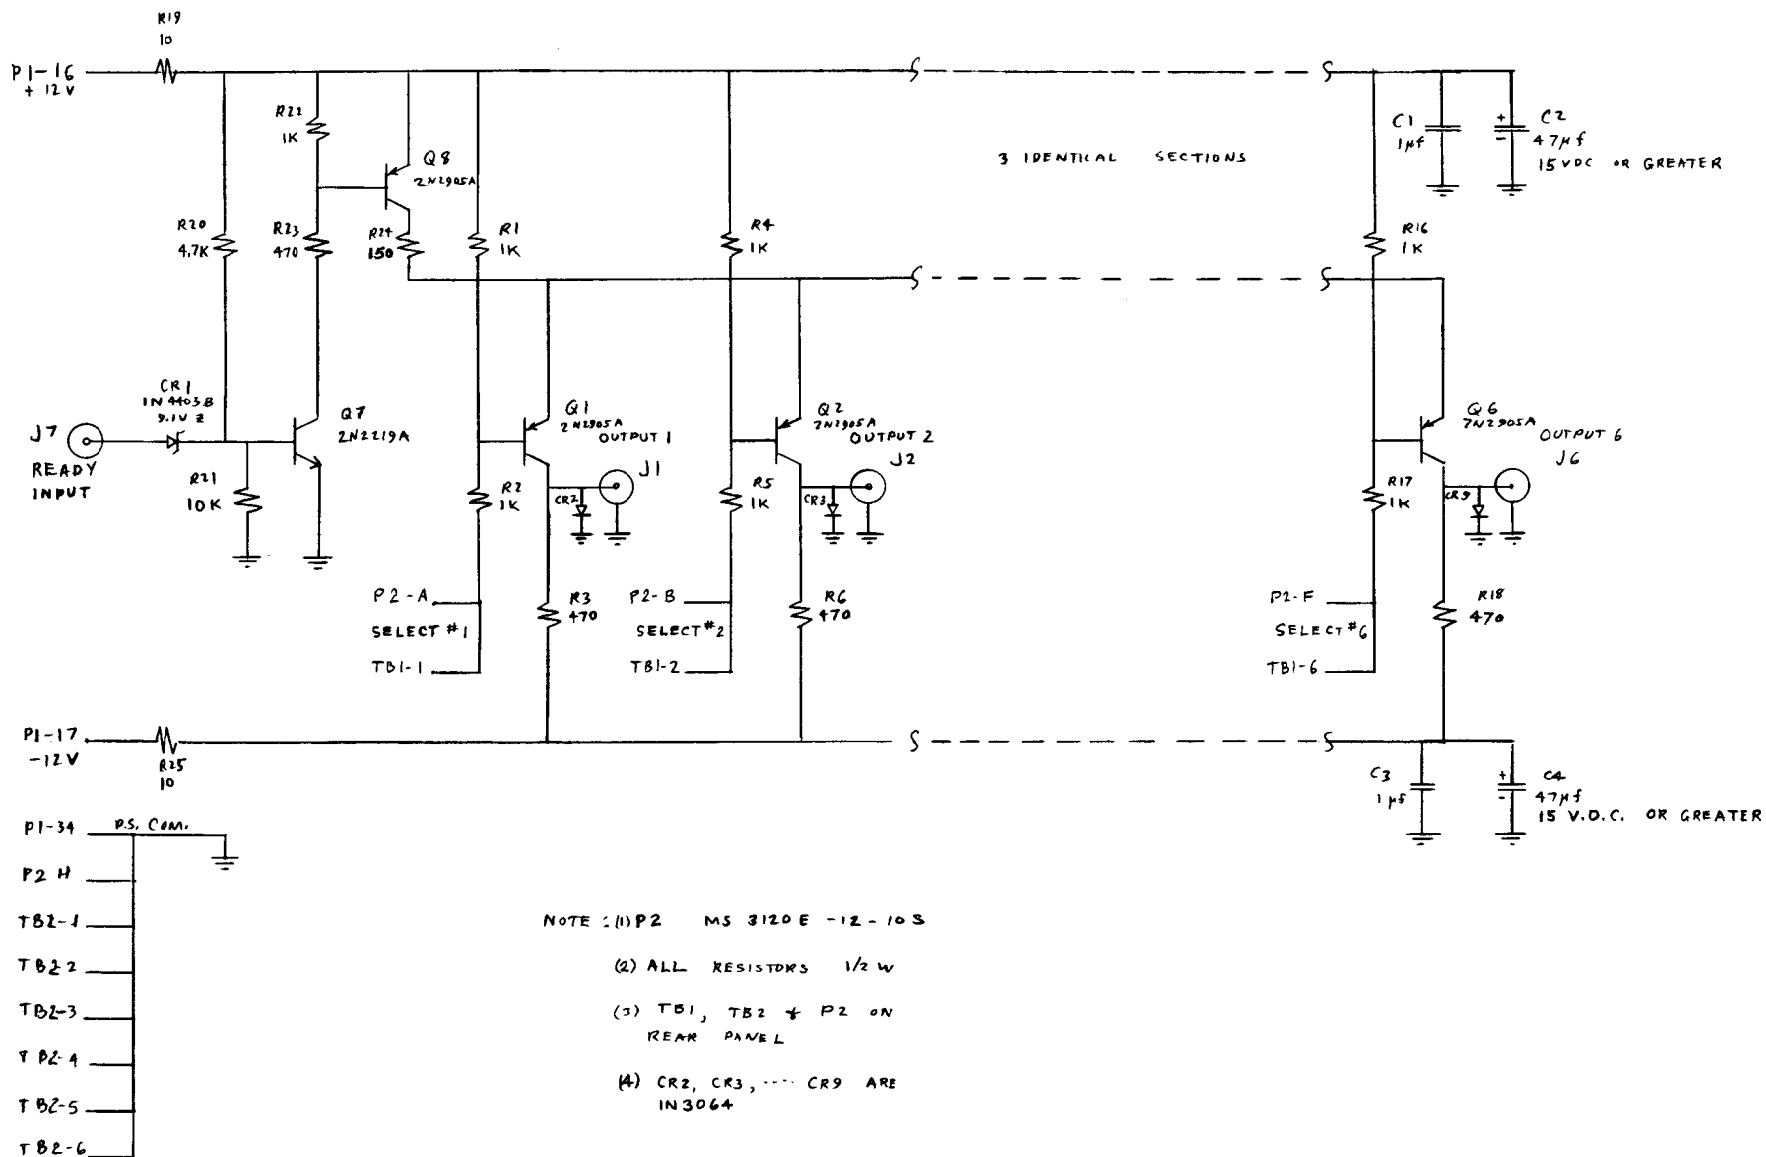 R19
10
P1-16
+ 12V
R22
1K
Q8
2N2905A
R20
4.7K
R23
470
R24
150
R1
1K
R4
1K
3 IDENTICAL SECTIONS
C1
1µf
C2
+
-
47µf
15VDC OR GREATER
R16
1K
CR1
1N4403B
9.1V Z
J7
READY
INPUT
R21
10K
Q7
2N2219A
Q1
2N2905A
OUTPUT 1
J1
R2
1K
CR2
Q2
2N2905A
OUTPUT 2
J2
R5
1K
CR3
Q6
2N2905A
OUTPUT 6
J6
R17
1K
CR9
P2-A
SELECT #1
TB1-1
R3
470
P2-B
SELECT #2
TB1-2
R6
470
P2-F
SELECT #6
TB1-6
R18
470
P1-17
-12V
R25
10
C3
1µf
C4
+
-
47µf
15 V.D.C. OR GREATER
P1-34
P.S. COM.
P2 H
TB2-1
TB2 2
TB2-3
TB2-4
TB2-5
TB2-6
NOTE : (1) P2 MS 3120E -12-10S
(2) ALL RESISTORS 1/2 W
(3) TB1, TB2 & P2 ON
REAR PANEL
(4) CR2, CR3, ---- CR9 ARE
1N3064